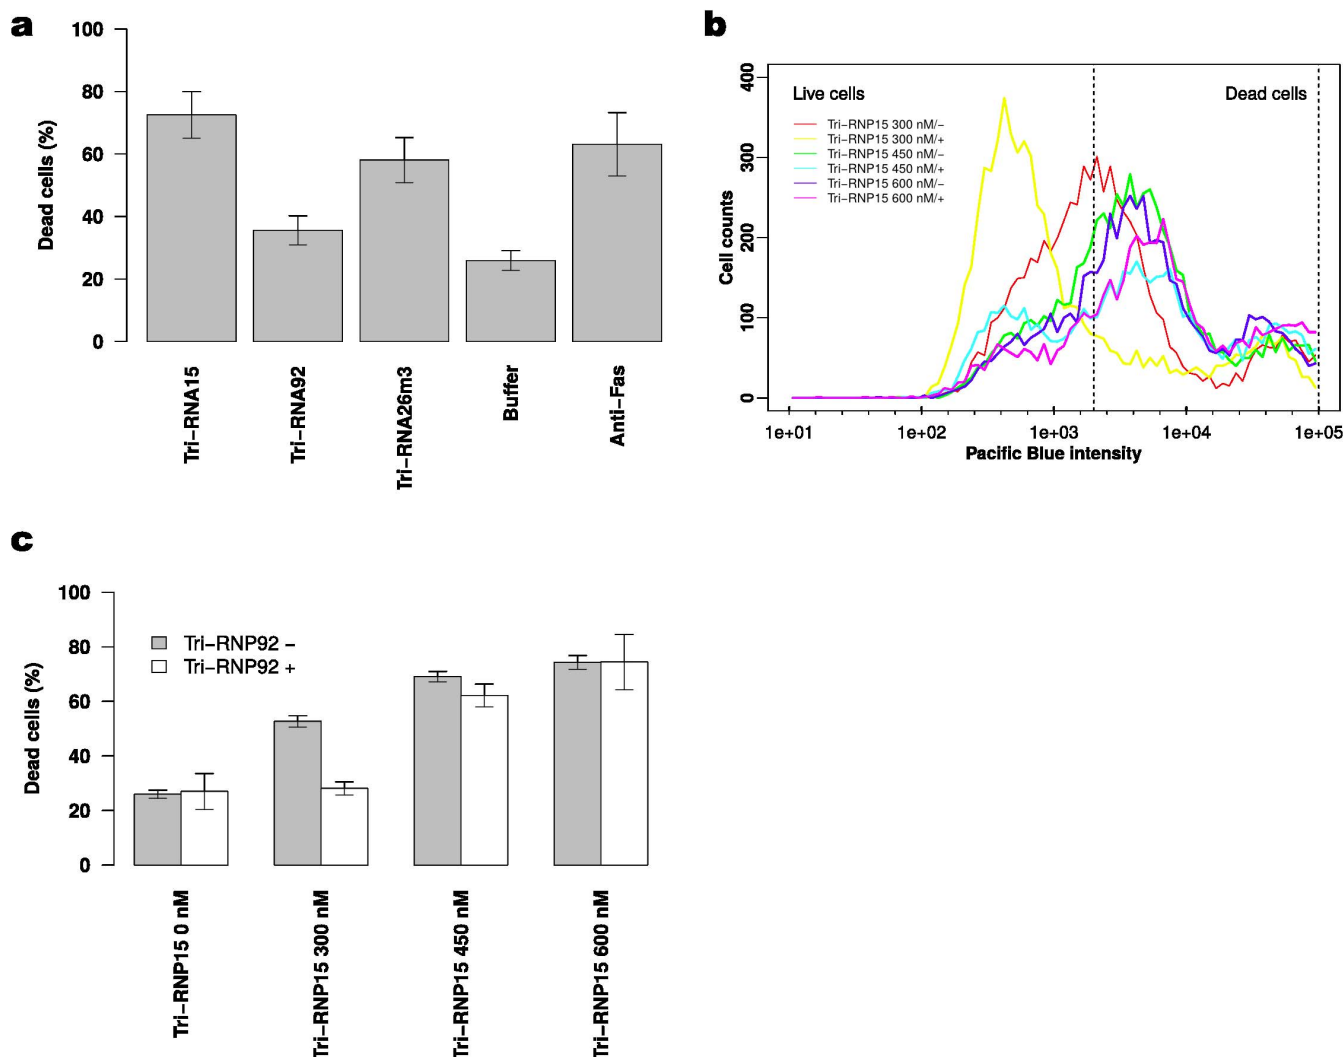 a
100
80
60
40
20
0
Dead cells (%)
Tri−RNA15
Tri−RNA92
Tri−RNA26m3
Buffer
Anti−Fas
b
400
300
200
100
0
Cell counts
Live cells
Dead cells
Tri−RNP15 300 nM/−
Tri−RNP15 300 nM/+
Tri−RNP15 450 nM/−
Tri−RNP15 450 nM/+
Tri−RNP15 600 nM/−
Tri−RNP15 600 nM/+
1e+01 1e+02 1e+03 1e+04 1e+05
Pacific Blue intensity
c
100
80
60
40
20
0
Dead cells (%)
Tri−RNP92 −
Tri−RNP92 +
Tri−RNP15 0 nM
Tri−RNP15 300 nM
Tri−RNP15 450 nM
Tri−RNP15 600 nM